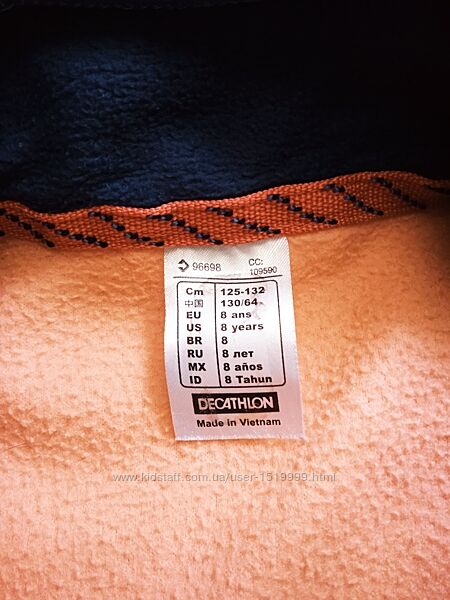 96698 CC: 109590
Cm 125-132
中国 130/64
EU 8 ans
US 8 years
BR 8
RU 8 лет
MX 8 años
ID 8 Tahun
DECATHLON
Made in Vietnam
www.kidstaff.com.ua/user-1519999.html